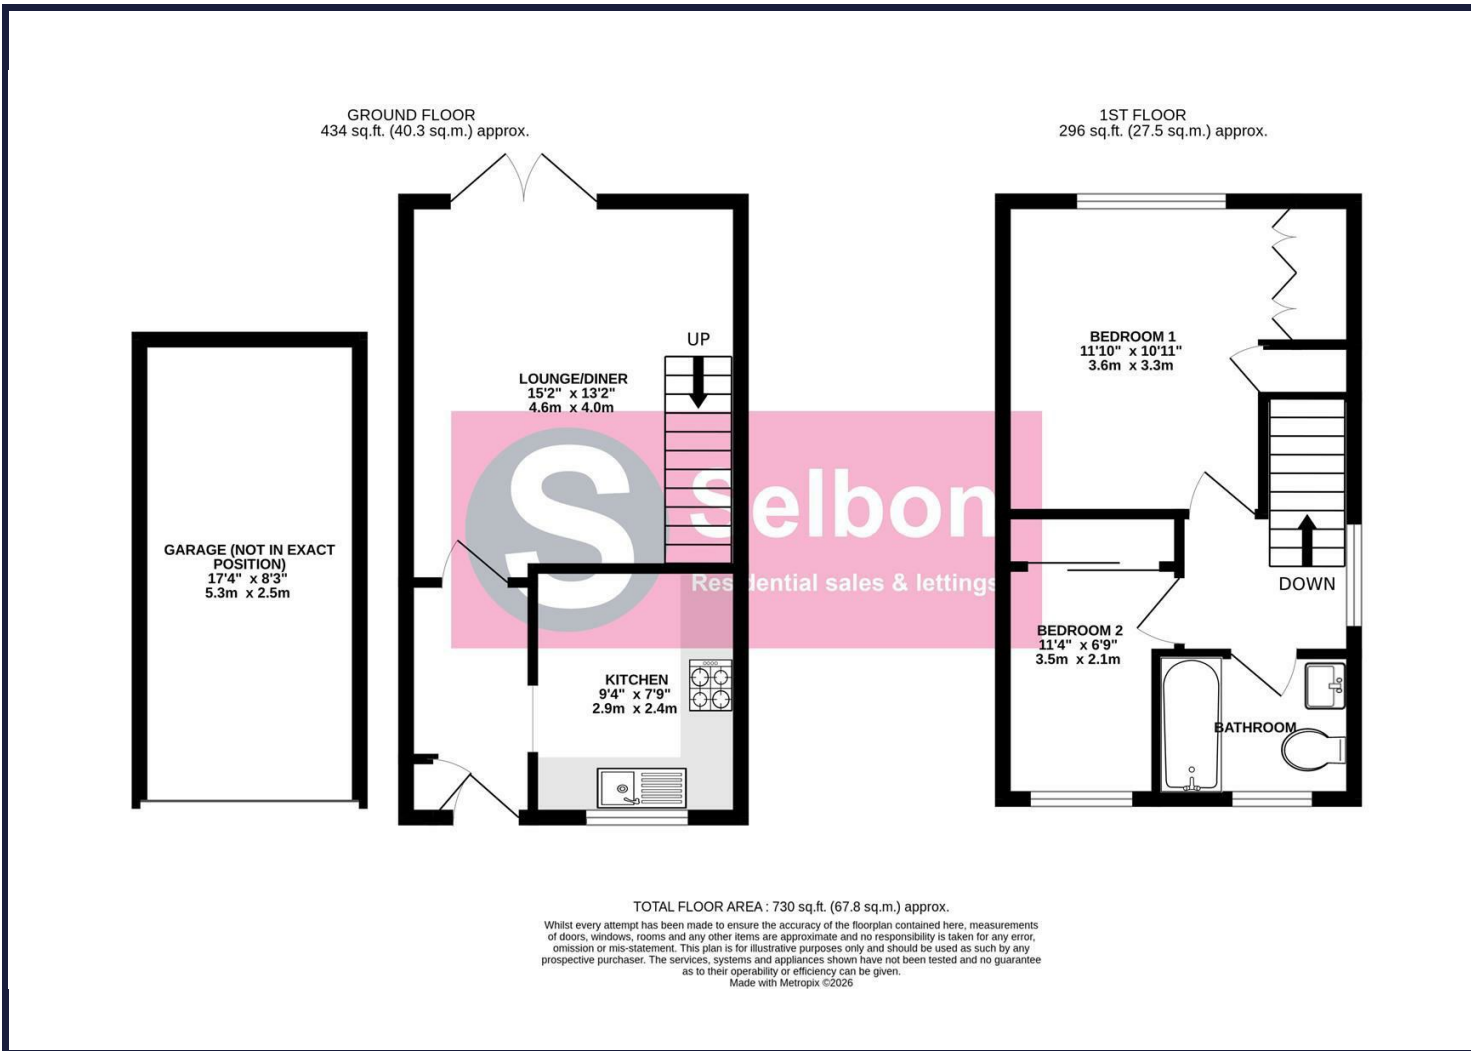 GROUND FLOOR
434 sq.ft. (40.3 sq.m.) approx.
1ST FLOOR
296 sq.ft. (27.5 sq.m.) approx.
UP
LOUNGE/DINER
15'2" x 13'2"
4.6m x 4.0m
BEDROOM 1
11'10" x 10'11"
3.6m x 3.3m
S
Selbon
Residential sales & lettings
GARAGE (NOT IN EXACT
POSITION)
17'4" x 8'3"
5.3m x 2.5m
DOWN
KITCHEN
9'4" x 7'9"
2.9m x 2.4m
BEDROOM 2
11'4" x 6'9"
3.5m x 2.1m
BATHROOM
TOTAL FLOOR AREA : 730 sq.ft. (67.8 sq.m.) approx.
Whilst every attempt has been made to ensure the accuracy of the floorplan contained here, measurements
of doors, windows, rooms and any other items are approximate and no responsibility is taken for any error,
omission or mis-statement. This plan is for illustrative purposes only and should be used as such by any
prospective purchaser. The services, systems and appliances shown have not been tested and no guarantee
as to their operability or efficiency can be given.
Made with Metropix ©2026